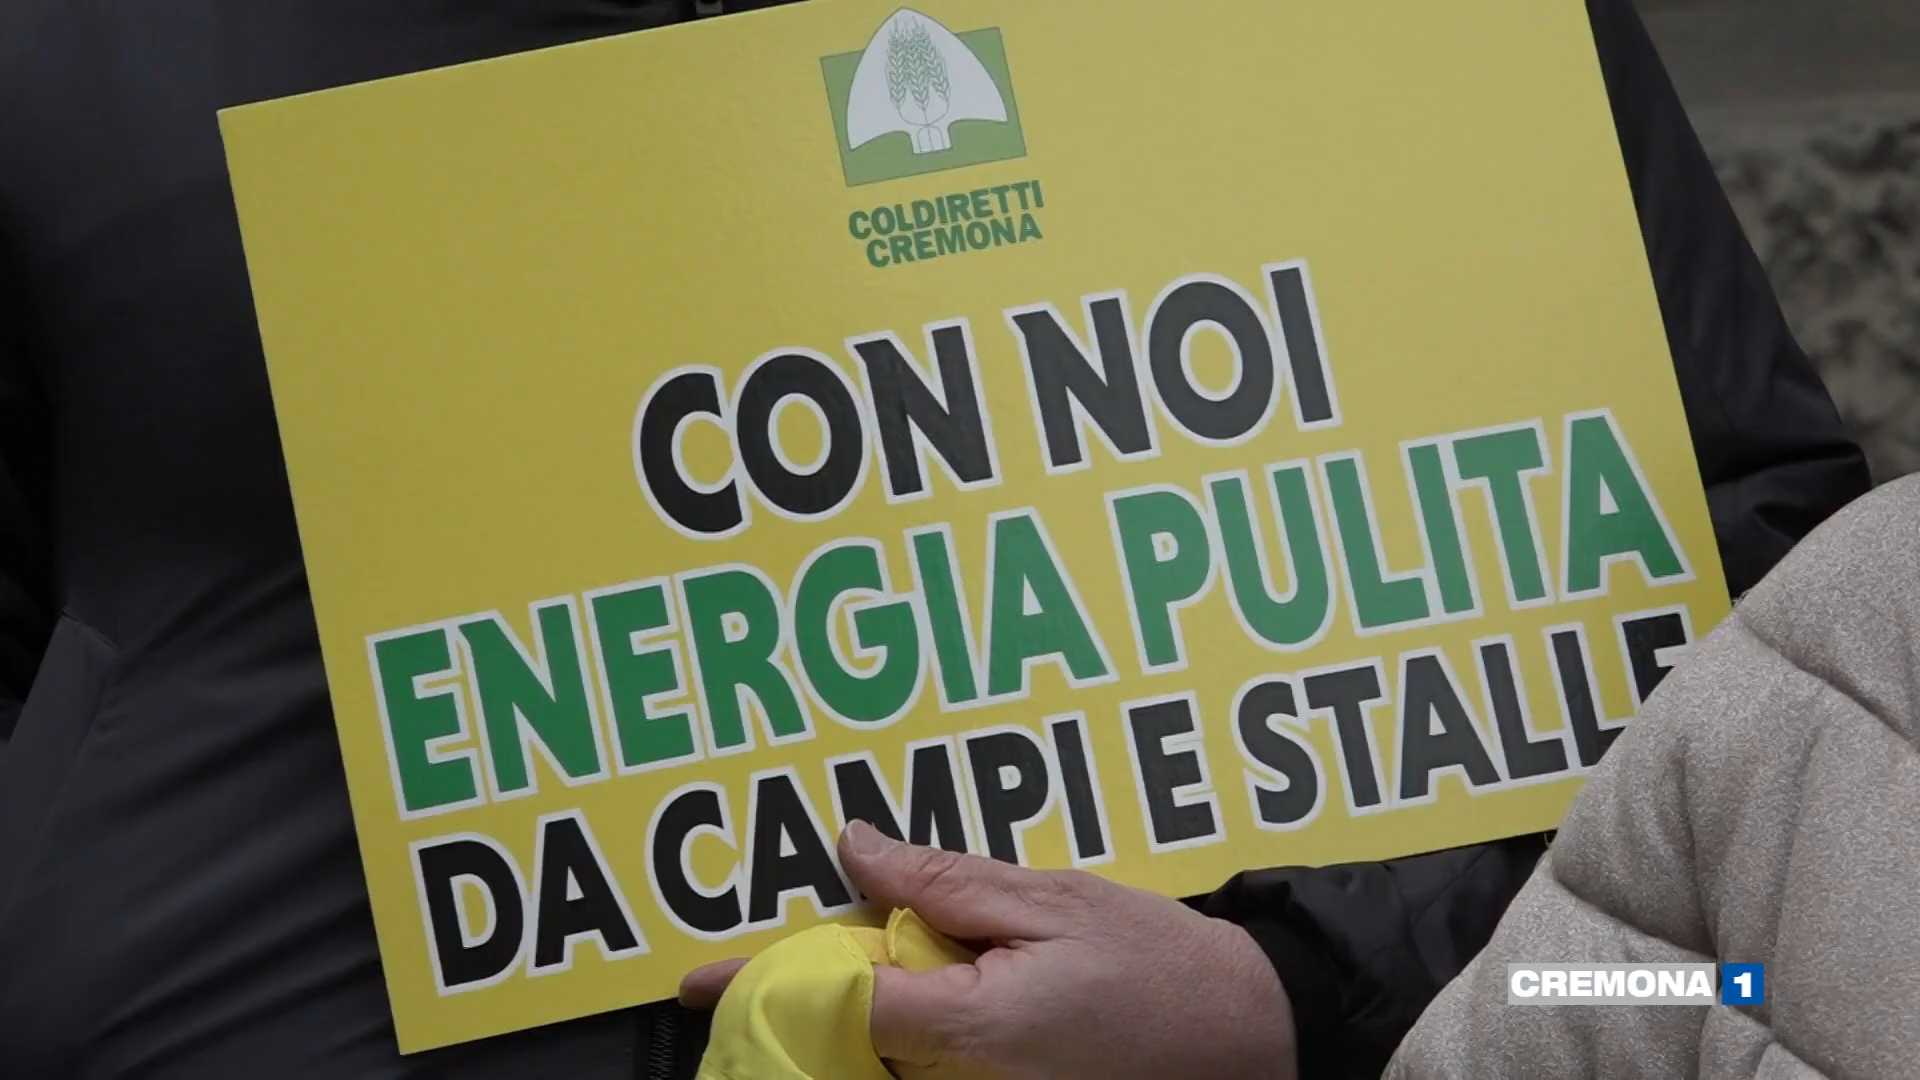 COLDIRETTI
CREMONA
CON NOI
ENERGIA PULITA
DA CAMPI E STALLE
CREMONA 1